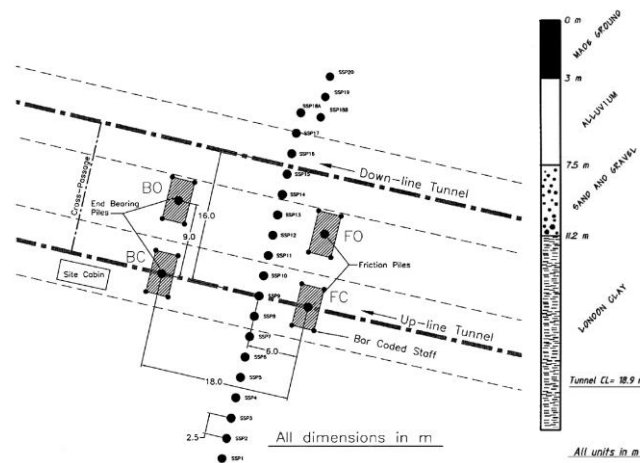 0 m
MADE GROUND
3 m
ALLUVIUM
7.5 m
SAND AND GRAVEL
11.2 m
LONDON CLAY
Tunnel CL= 18.9 m
All units in m
SSP20
SSP19
SSP18A
SSP18B
SSP17
SSP16
SSP15
SSP14
SSP13
SSP12
SSP11
SSP10
SSP9
SSP8
SSP7
SSP6
SSP5
SSP4
SSP3
SSP2
SSP1
Down-line Tunnel
Cross-Passage
BO
End Bearing
Piles
16.0
9.0
FO
BC
Friction Piles
Site Cabin
FC
Up-line Tunnel
Bar Coded Staff
6.0
18.0
2.5
All dimensions in m